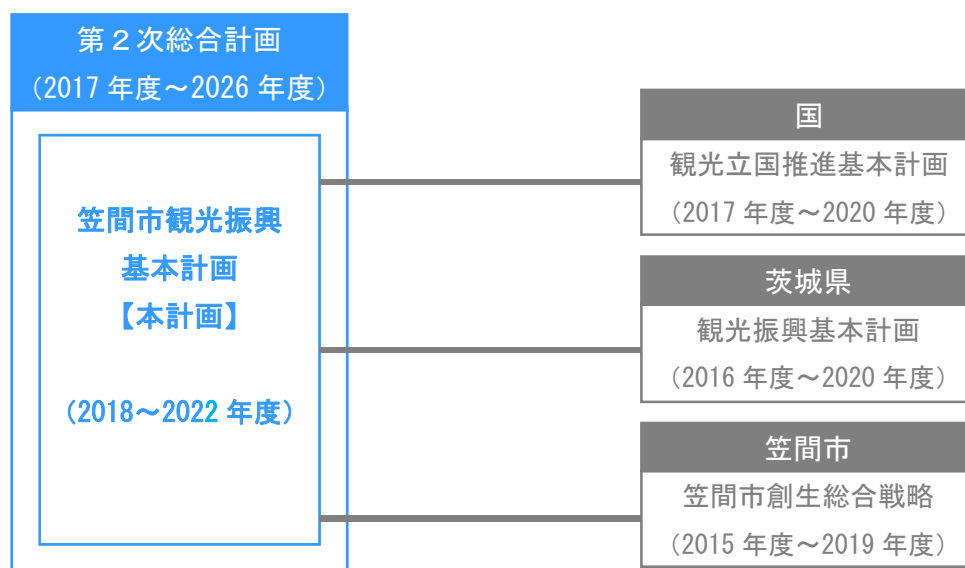 第２次総合計画
（2017 年度～2026 年度）
笠間市観光振興
基本計画
【本計画】
（2018～2022 年度）
国
観光立国推進基本計画
（2017 年度～2020 年度）
茨城県
観光振興基本計画
（2016 年度～2020 年度）
笠間市
笠間市創生総合戦略
（2015 年度～2019 年度）